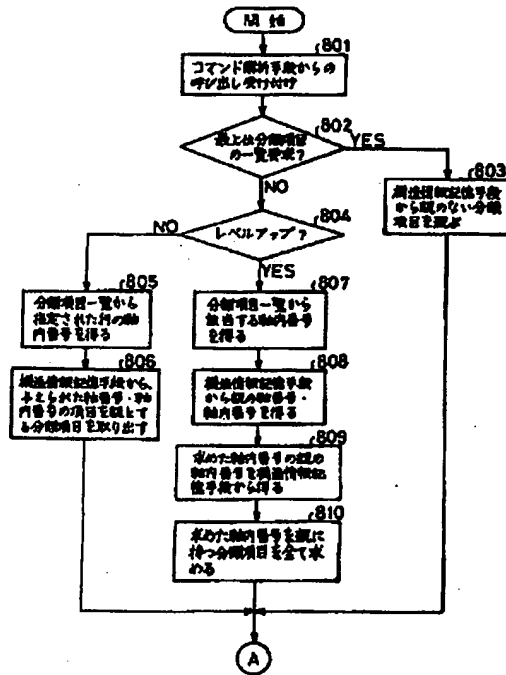 開始
801
コマンド解析手段からの
呼び出し受け付け
802
最上位分類項目
の一覧要求?
YES
803
構造情報記憶手段
から親のない分類
項目を選ぶ
NO
804
レベルアップ?
NO
YES
805
分類項目一覧から
指定された行の軸
内番号を得る
807
分類項目一覧から
該当する軸内番号
を得る
806
構造情報記憶手段から、
与えられた軸番号・軸
内番号の項目を親とす
る分類項目を取り出す
808
構造情報記憶手段
から親の軸番号・
軸内番号を得る
809
求めた軸内番号の親の
軸内番号を構造情報記
憶手段から得る
810
求めた軸内番号を親に
持つ分類項目を全て求
める
A